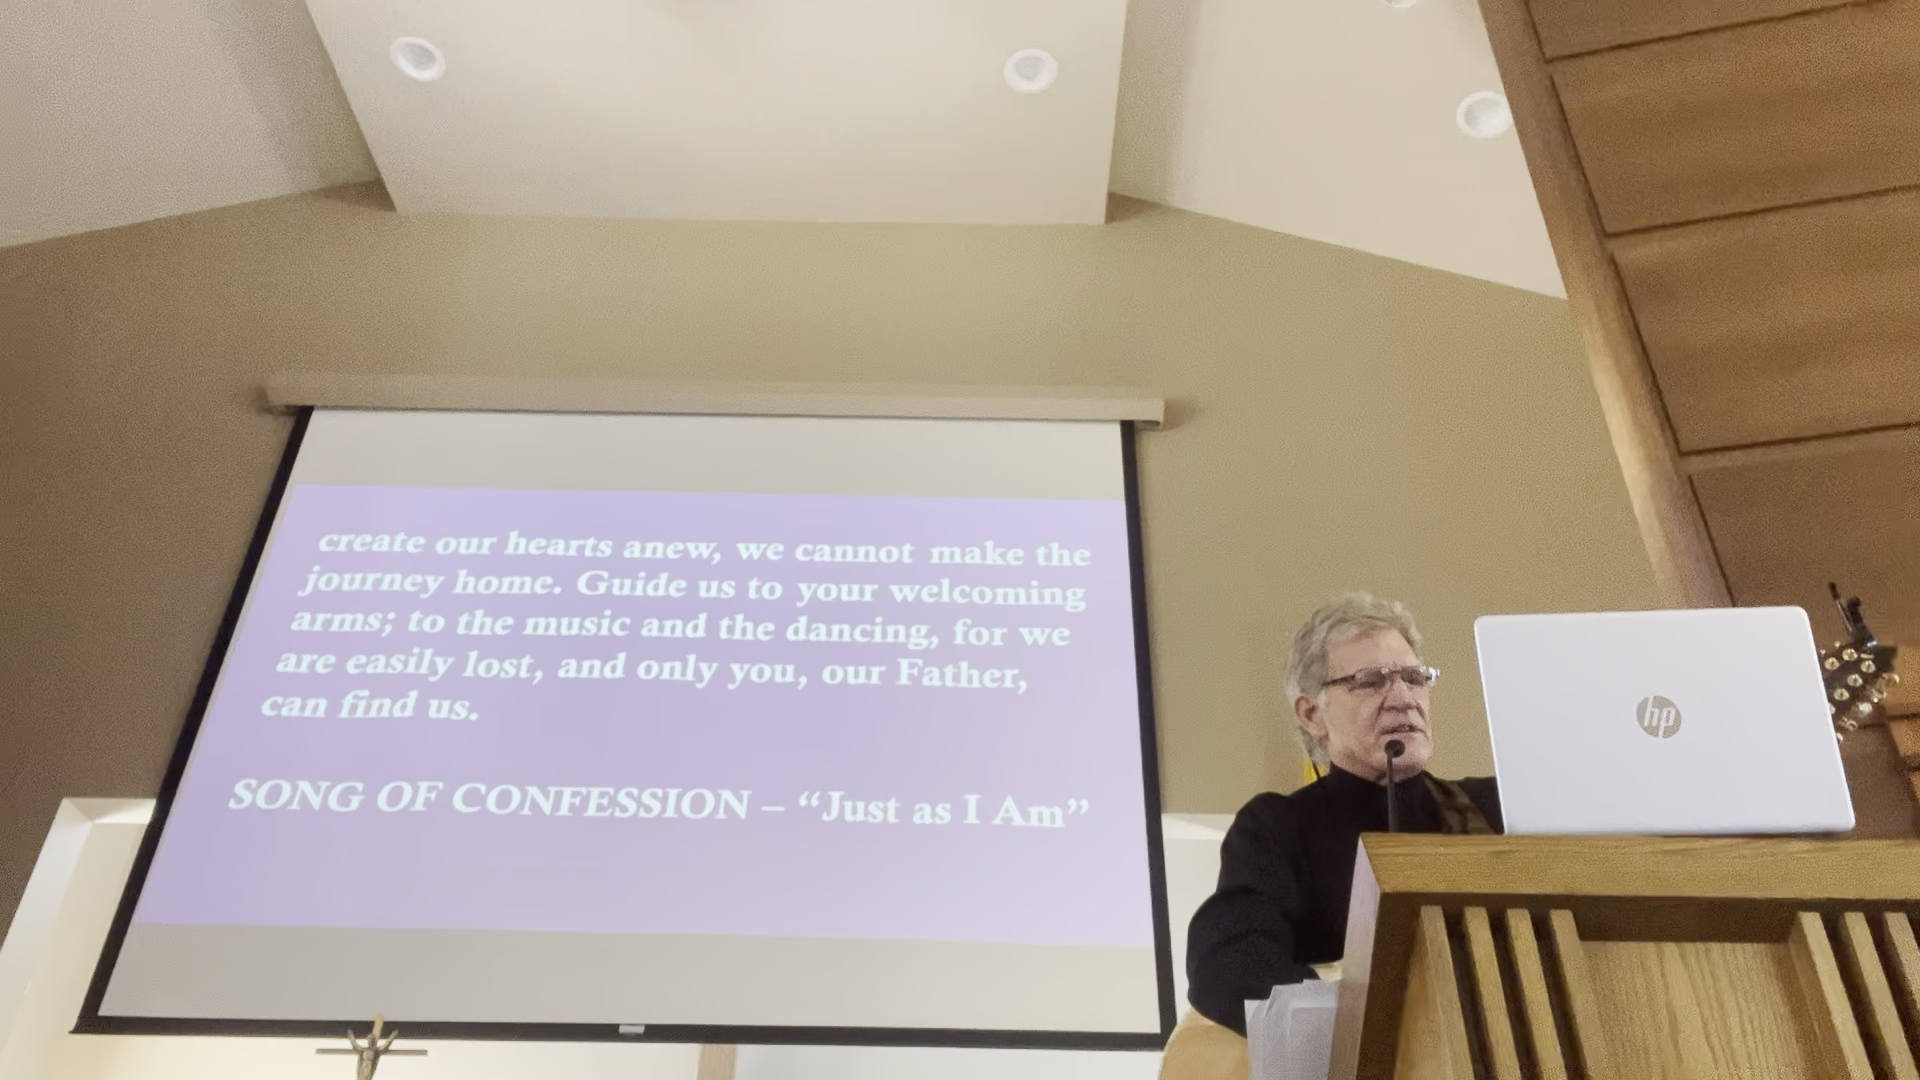 create our hearts anew, we cannot make the
journey home. Guide us to your welcoming
arms; to the music and the dancing, for we
are easily lost, and only you, our Father,
can find us.
SONG OF CONFESSION – “Just as I Am”
hp